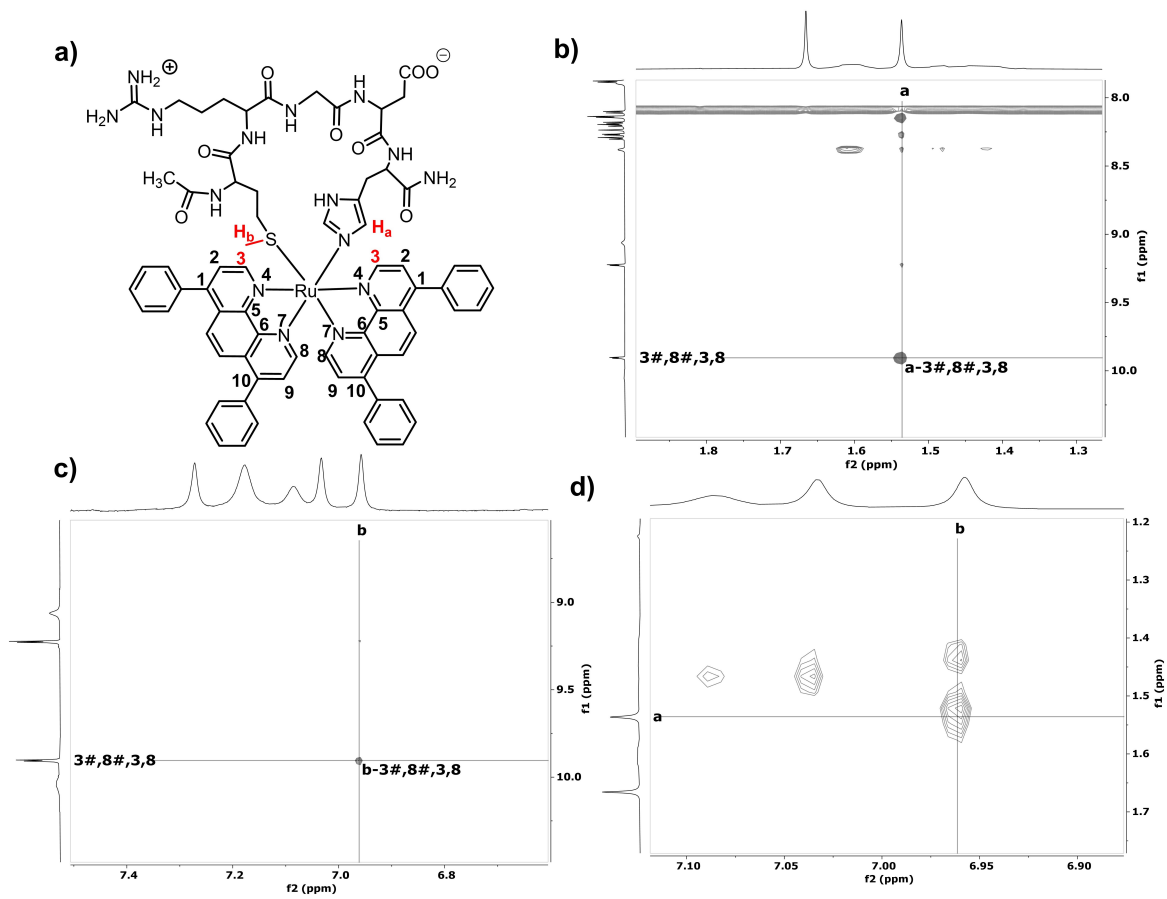 a)
NH2
⊕
H2N
N
H
O
N
H
O
H
N
COO
⊖
NH
O
O
NH
O
H3C
O
N
H
HN
N
NH2
O
Hb
S
Ha
3
2
1
4
N
5
6
7
N
8
9
10
Ru
3
2
1
4
N
5
6
7
N
8
9
10
b)
a
8.0
8.5
9.0
9.5
10.0
f1 (ppm)
3#,8#,3,8
a-3#,8#,3,8
1.8 1.7 1.6 1.5 1.4 1.3
f2 (ppm)
c)
b
9.0
9.5
10.0
f1 (ppm)
3#,8#,3,8
b-3#,8#,3,8
7.4 7.2 7.0 6.8
f2 (ppm)
d)
b
a
1.2
1.3
1.4
1.5
1.6
1.7
f1 (ppm)
7.10 7.05 7.00 6.95 6.90
f2 (ppm)